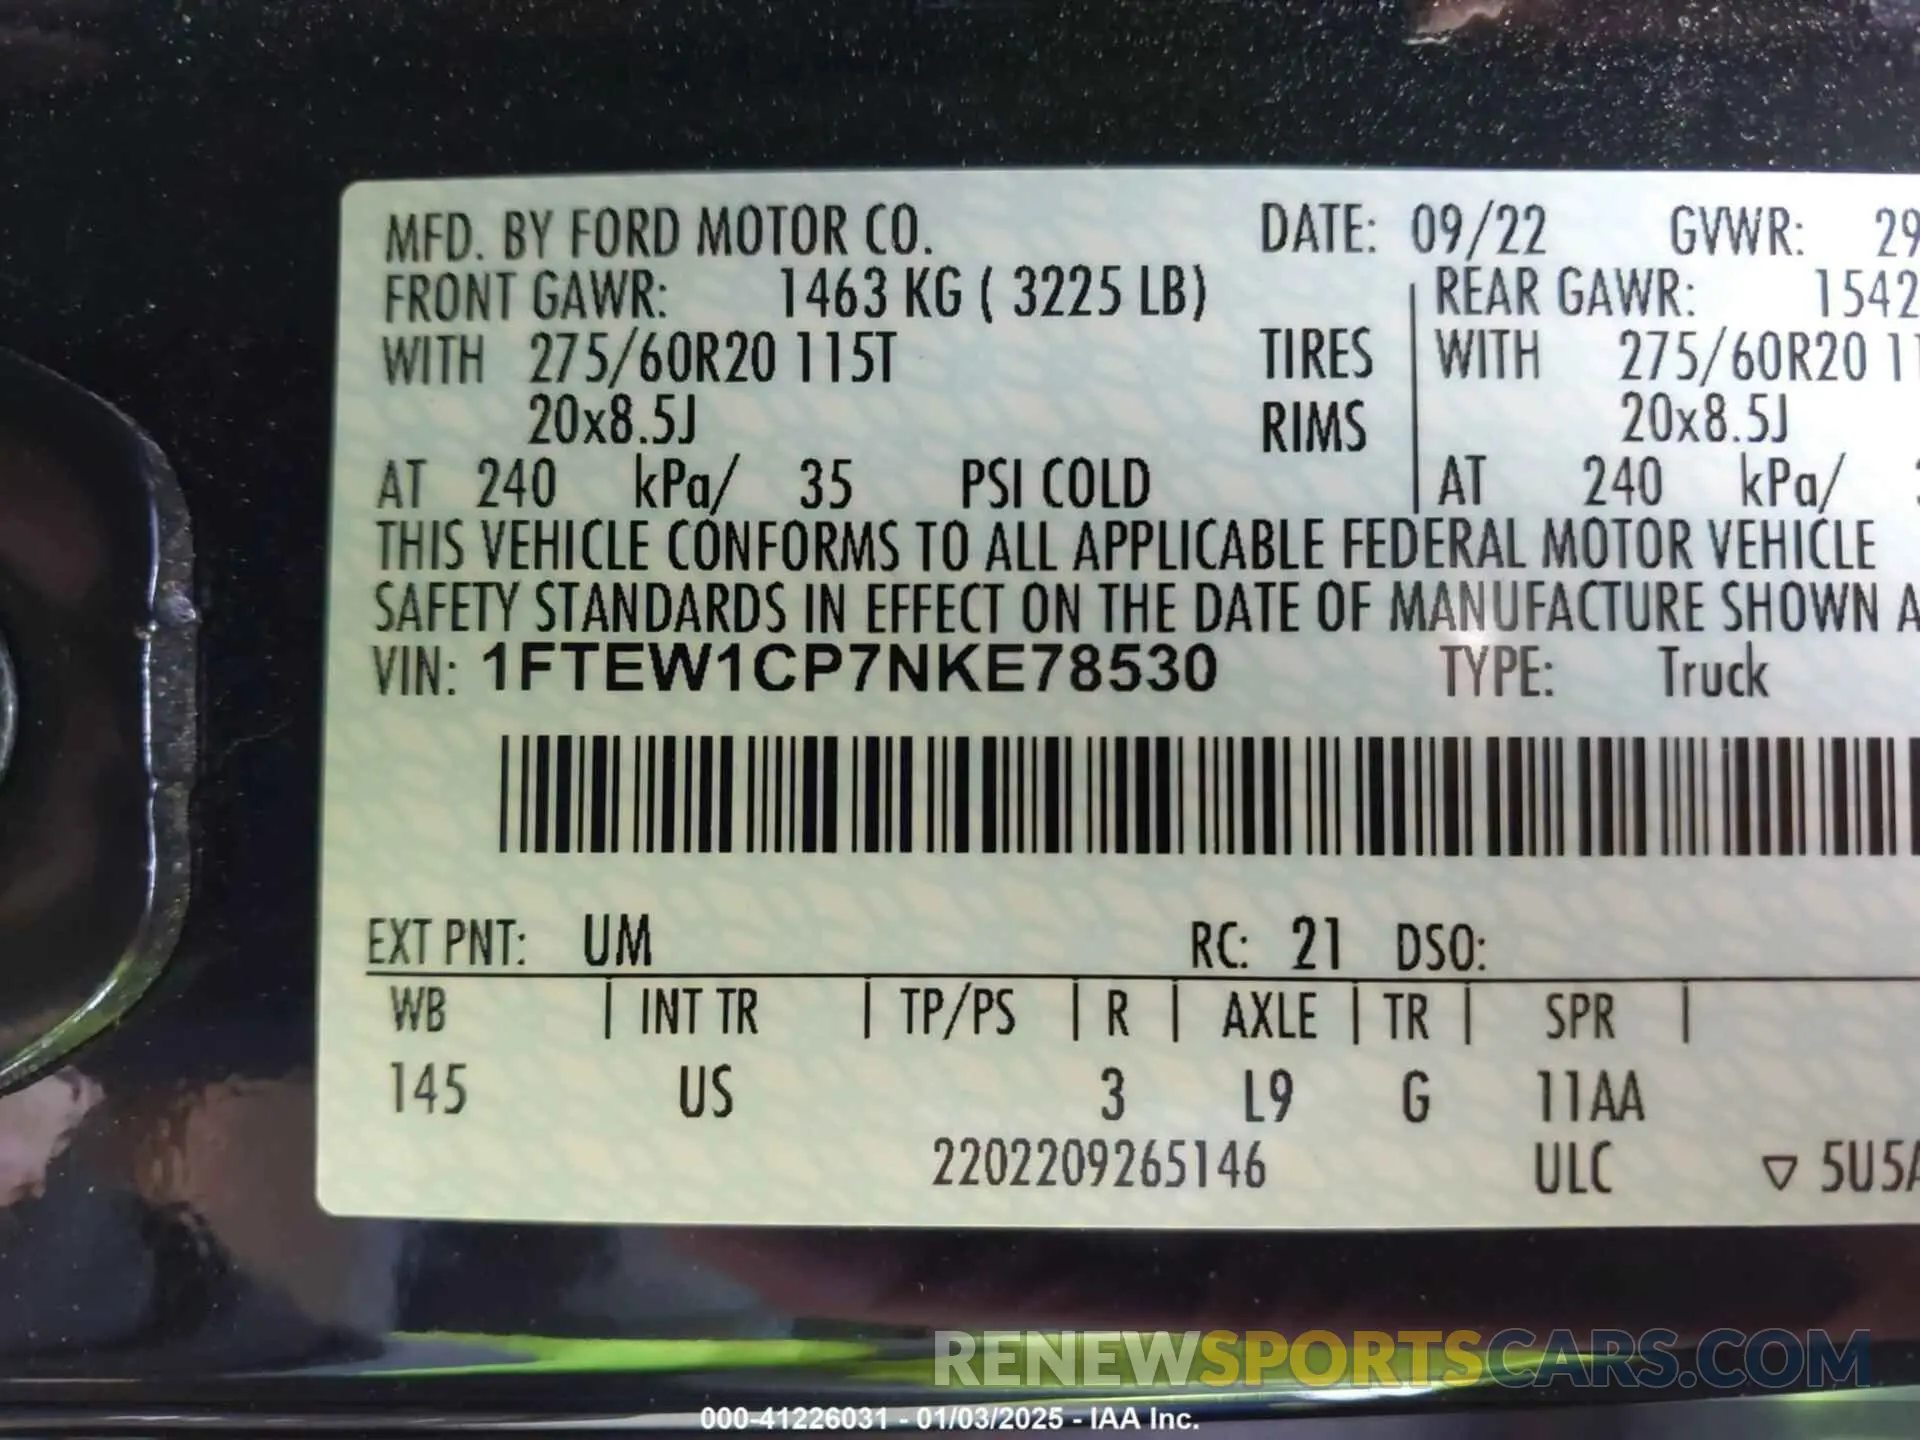 MFD. BY FORD MOTOR CO. DATE: 09/22 GVWR: 29
FRONT GAWR: 1463 KG ( 3225 LB) REAR GAWR: 1542
WITH 275/60R20 115T TIRES WITH 275/60R20 11
20x8.5J RIMS 20x8.5J
AT 240 kPa/ 35 PSI COLD AT 240 kPa/
THIS VEHICLE CONFORMS TO ALL APPLICABLE FEDERAL MOTOR VEHICLE
SAFETY STANDARDS IN EFFECT ON THE DATE OF MANUFACTURE SHOWN A
VIN: 1FTEW1CP7NKE78530 TYPE: Truck
EXT PNT: UM RC: 21 DSO:
WB INT TR TP/PS R AXLE TR SPR
145 US 3 L9 G 11AA
2202209265146 ULC ▽ 5U5A
RENEWSPORTSCARS.COM
000-41226031 - 01/03/2025 - IAA Inc.